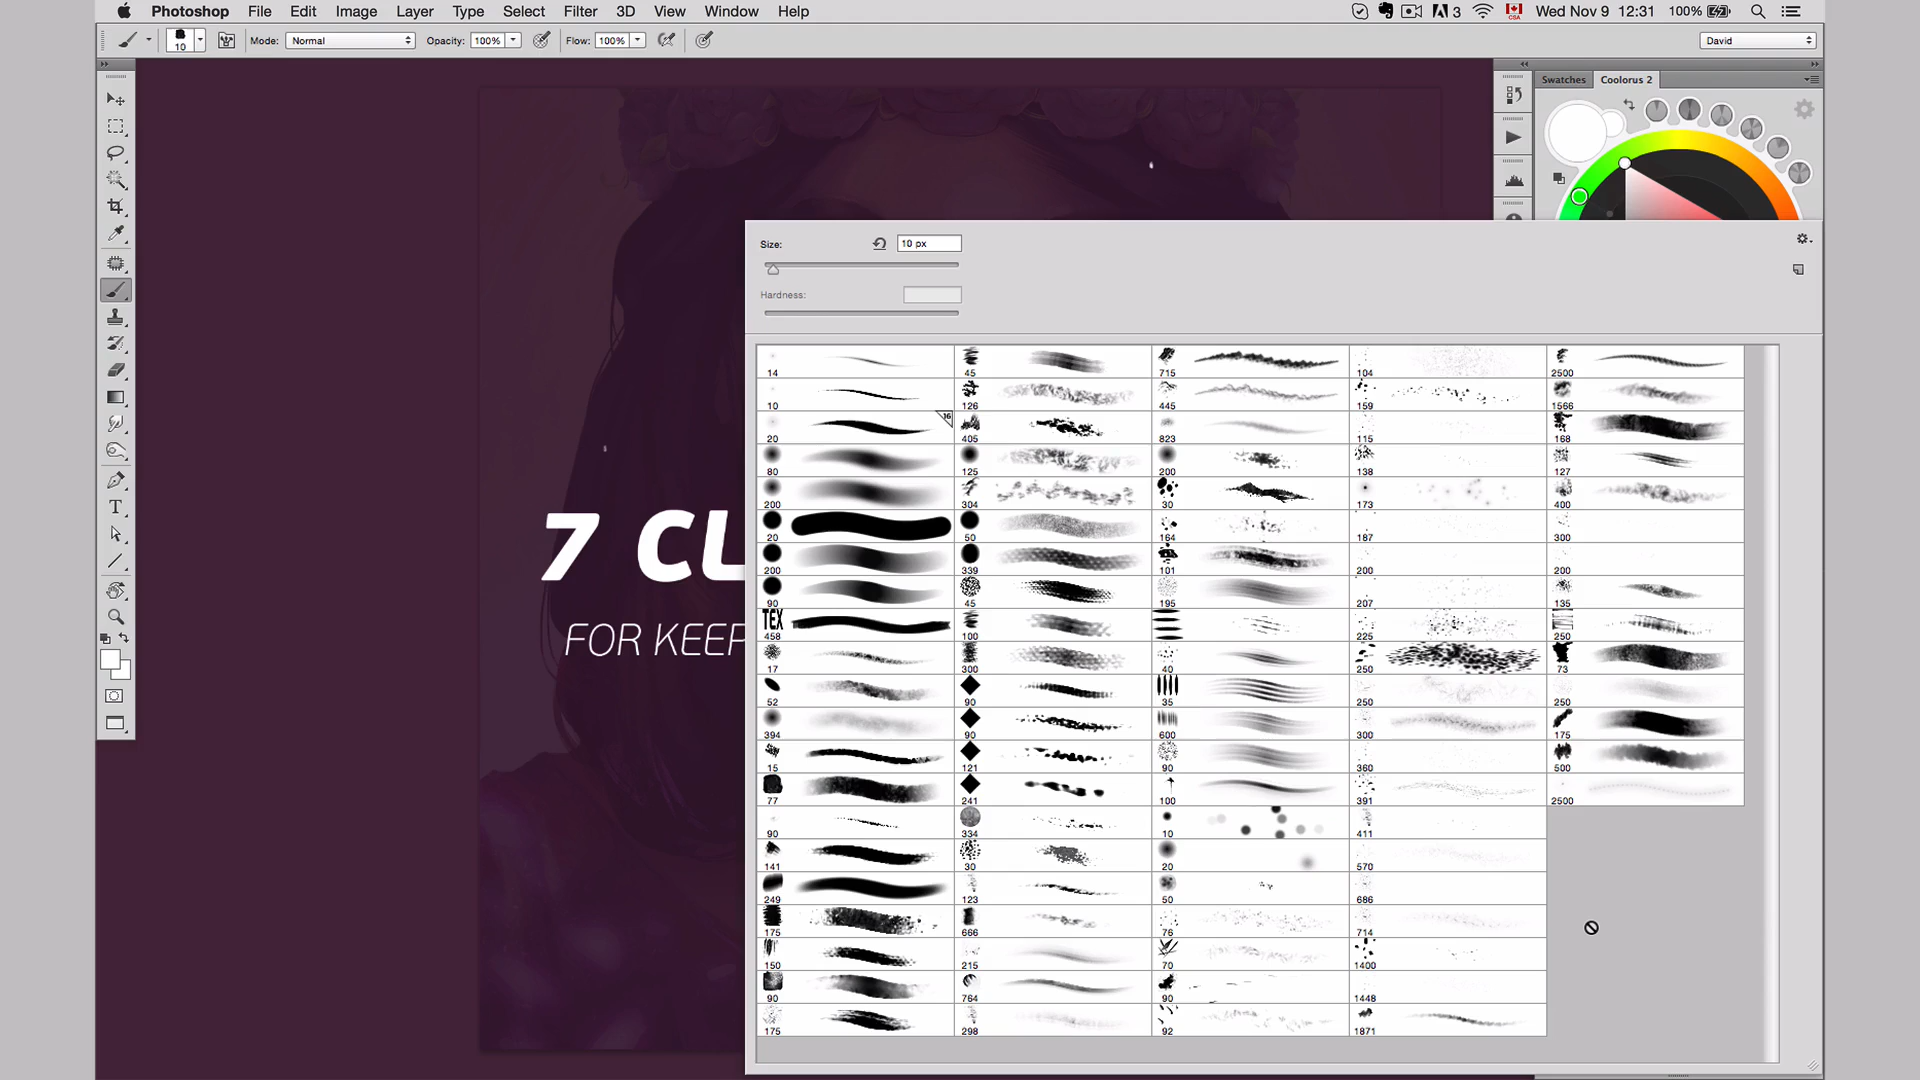 Photoshop File Edit Image Layer Type Select Filter 3D View Window Help 3 CSA Wed Nov 9 12:31 100%
10 Mode: Normal Opacity: 100% Flow: 100% David
Swatches Coolorus 2
Size: 10 px
Hardness:
7 CL
FOR KEEP
14 45 715 104 2500
10 126 445 159 1566
20 16 405 823 115 168
80 125 200 138 127
200 304 30 173 400
20 50 164 187 300
200 339 101 200 200
90 45 195 207 135
TEX 458 100 225 250
17 300 40 250 73
52 90 35 300 250
394 90 600 300 175
15 121 90 360 500
77 241 100 391 2500
90 334 10 411
141 30 20 570
249 123 50 686
175 666 76 714
150 215 70 1400
90 764 90 1448
175 298 92 1871